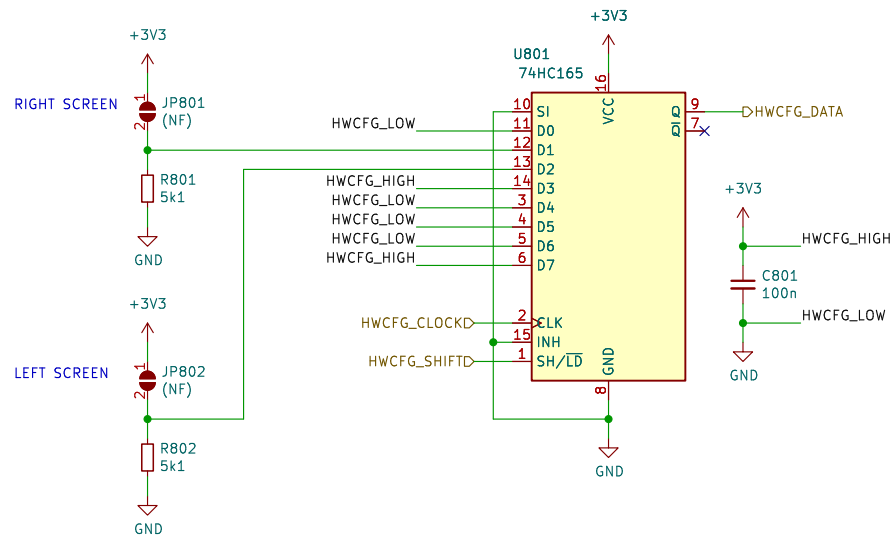 +3V3
RIGHT SCREEN
1
JP801
(NF)
2
R801
5k1
GND
+3V3
LEFT SCREEN
1
JP802
(NF)
2
R802
5k1
GND
+3V3
U801
74HC165
16
VCC
10 SI
HWCFG_LOW 11 D0
12 D1
13 D2
HWCFG_HIGH 14 D3
HWCFG_LOW 3 D4
HWCFG_LOW 4 D5
HWCFG_LOW 5 D6
HWCFG_HIGH 6 D7
HWCFG_CLOCK 2 CLK
15 INH
HWCFG_SHIFT 1 SH/LD
GND
8
GND
Q 9 HWCFG_DATA
Q 7
+3V3
HWCFG_HIGH
C801
100n
HWCFG_LOW
GND